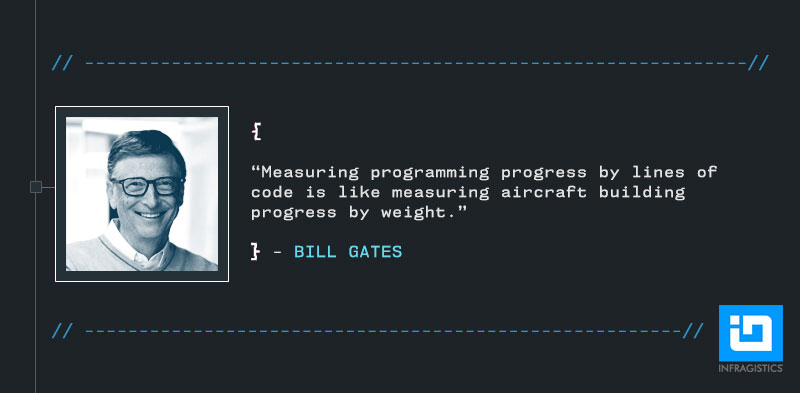 // --------------------------------------------------------------//
{
“Measuring programming progress by lines of
code is like measuring aircraft building
progress by weight.”
} - BILL GATES
// --------------------------------------------------------//
INFRAGISTICS